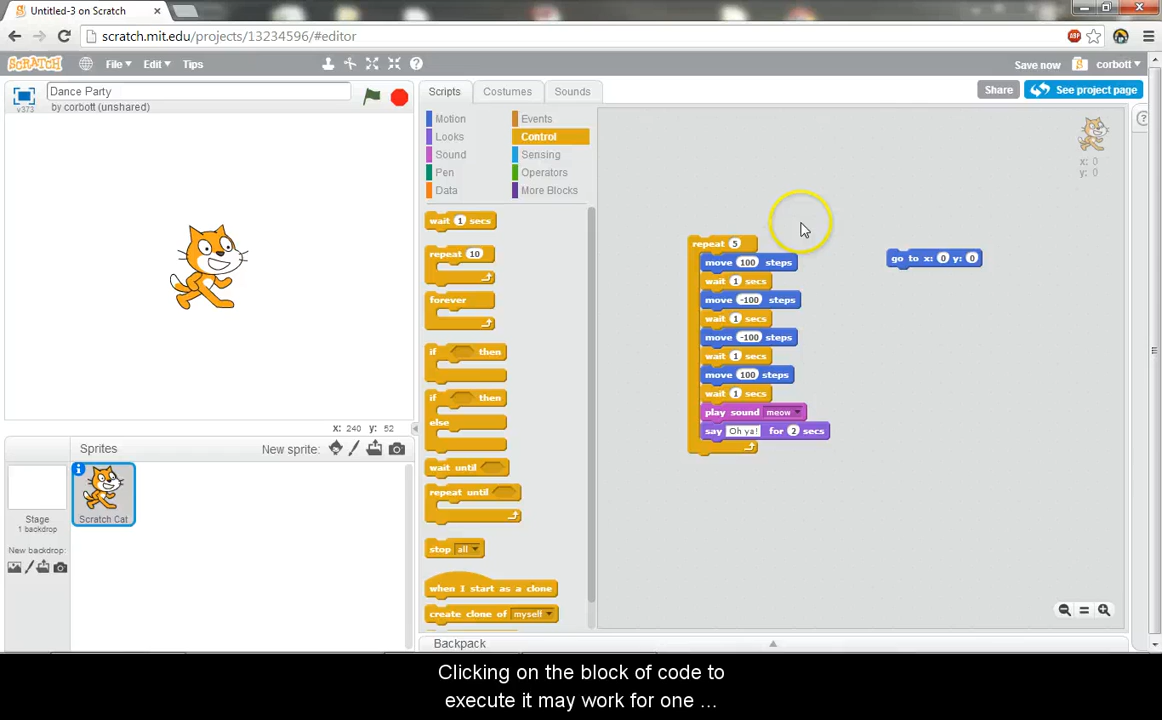 Untitled-3 on Scratch
scratch.mit.edu/projects/13234596/#editor
ABP
SCRATCH
File
Edit
Tips
Save now
corbott
Dance Party
by corbott (unshared)
v373
Scripts
Costumes
Sounds
Share
See project page
Motion
Events
Looks
Control
Sound
Sensing
Pen
Operators
Data
More Blocks
x: 0
y: 0
wait 1 secs
repeat 10
forever
if then
if then
else
wait until
repeat until
stop all
when I start as a clone
create clone of myself
repeat 5
move 100 steps
wait 1 secs
move -100 steps
wait 1 secs
move -100 steps
wait 1 secs
move 100 steps
wait 1 secs
play sound meow
say Oh ya! for 2 secs
go to x: 0 y: 0
x: 240 y: 52
Sprites
New sprite:
Stage
1 backdrop
New backdrop:
Scratch Cat
Backpack
Clicking on the block of code to
execute it may work for one ...